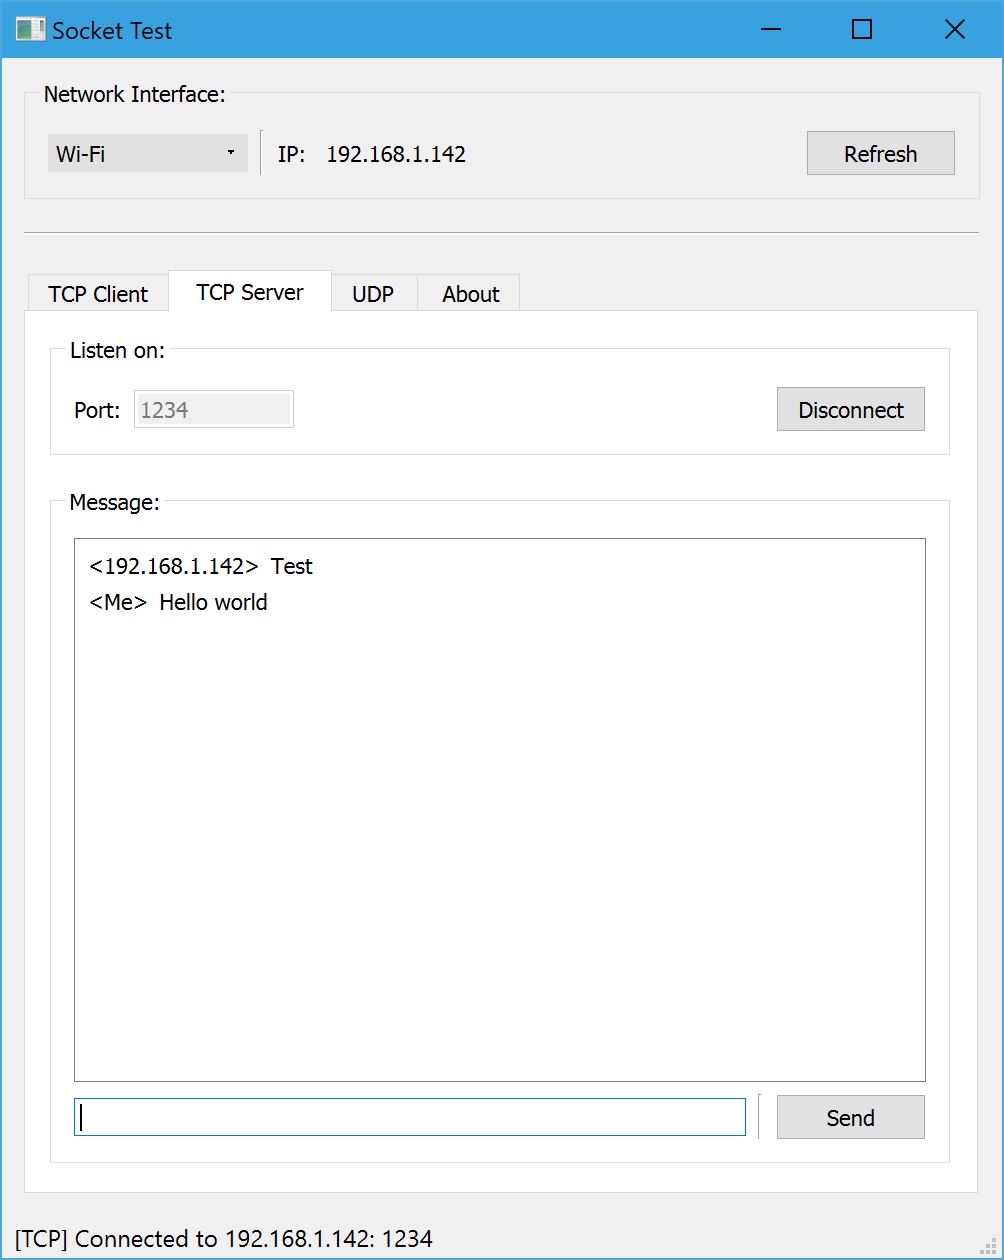 Socket Test
Network Interface:
Wi-Fi IP: 192.168.1.142 Refresh
TCP Client TCP Server UDP About
Listen on:
Port: 1234 Disconnect
Message:
<192.168.1.142> Test
<Me> Hello world
Send
[TCP] Connected to 192.168.1.142: 1234